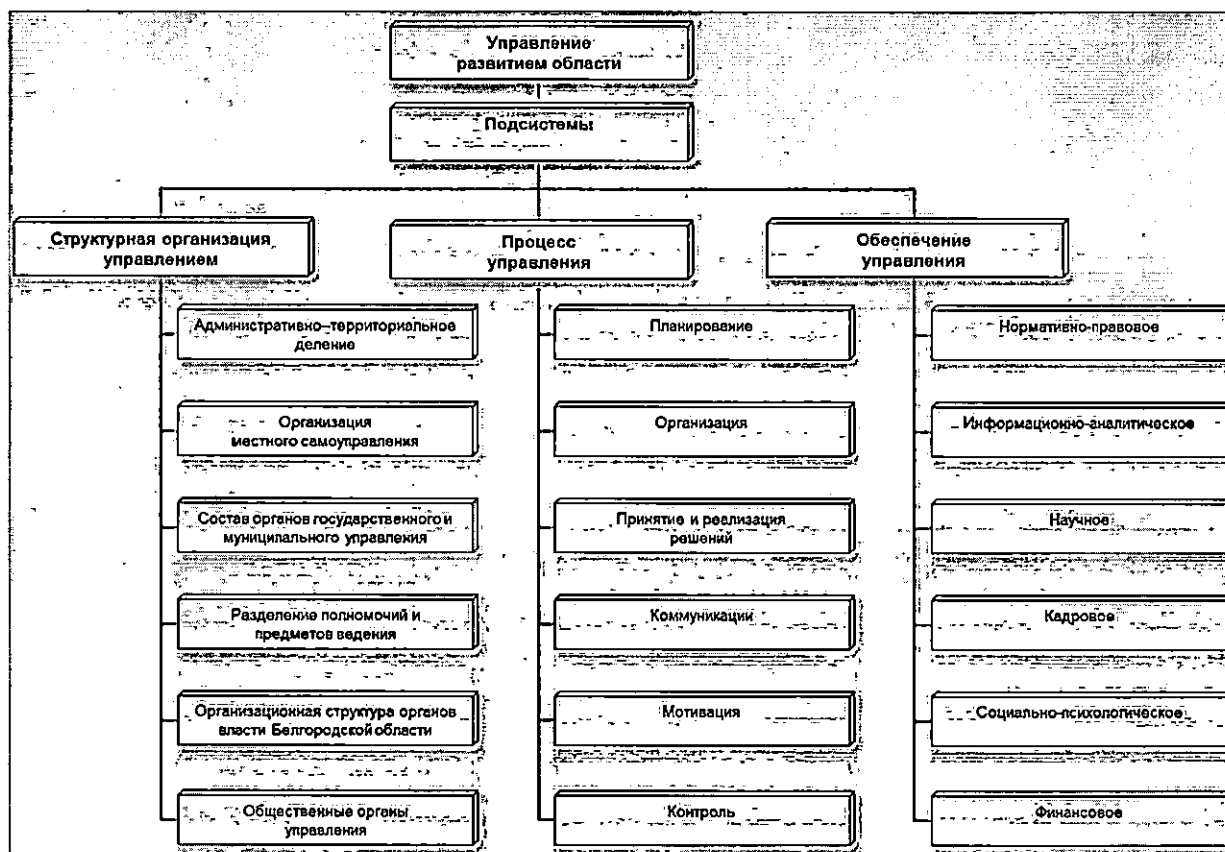 Управление
развитием области
Подсистемы
Структурная организация
управлением
Процесс
управления
Обеспечение
управления
Административно–территориальное
деление
Организация
местного самоуправления
Состав органов государственного и
муниципального управления
Разделение полномочий и
предметов ведения
Организационная структура органов
власти Белгородской области
Общественные органы
управления
Планирование
Организация
Принятие и реализация
решений
Коммуникации
Мотивация
Контроль
Нормативно-правовое
Информационно-аналитическое
Научное
Кадровое
Социально-психологическое
Финансовое